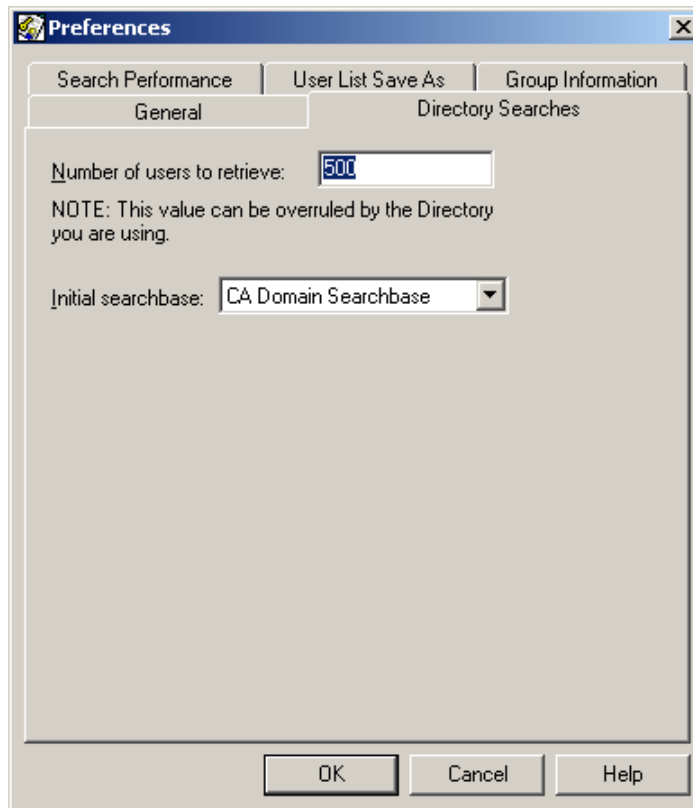 Preferences
Search Performance
User List Save As
Group Information
General
Directory Searches
Number of users to retrieve: 500
NOTE: This value can be overruled by the Directory
you are using.
Initial searchbase: CA Domain Searchbase
OK
Cancel
Help